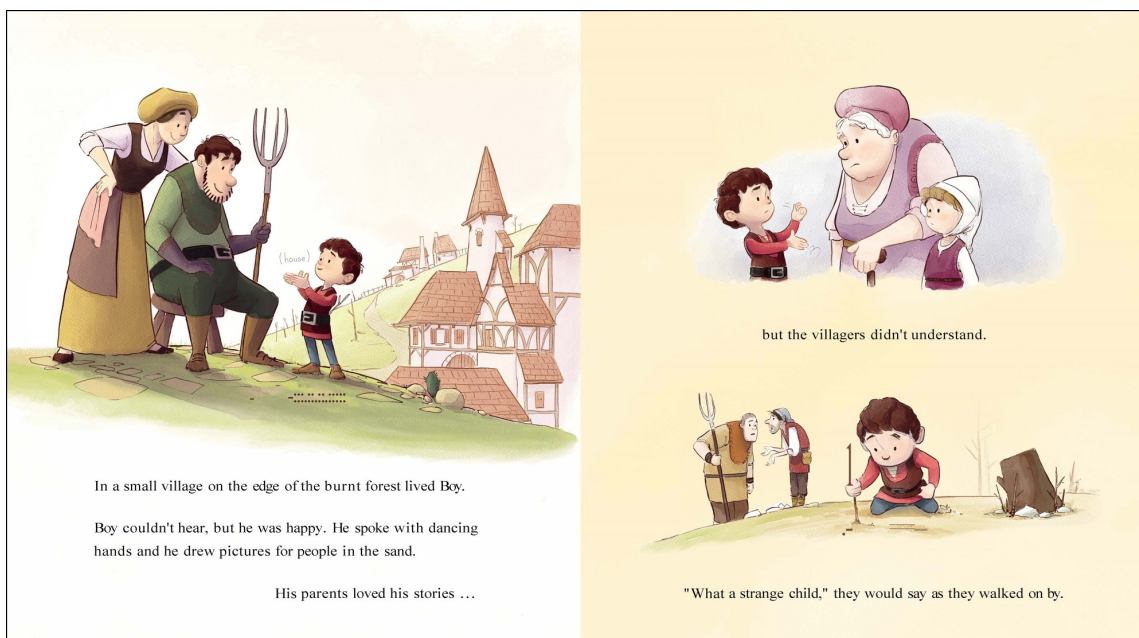 (house)
In a small village on the edge of the burnt forest lived Boy.
Boy couldn't hear, but he was happy. He spoke with dancing
hands and he drew pictures for people in the sand.
His parents loved his stories ...
but the villagers didn't understand.
"What a strange child," they would say as they walked on by.